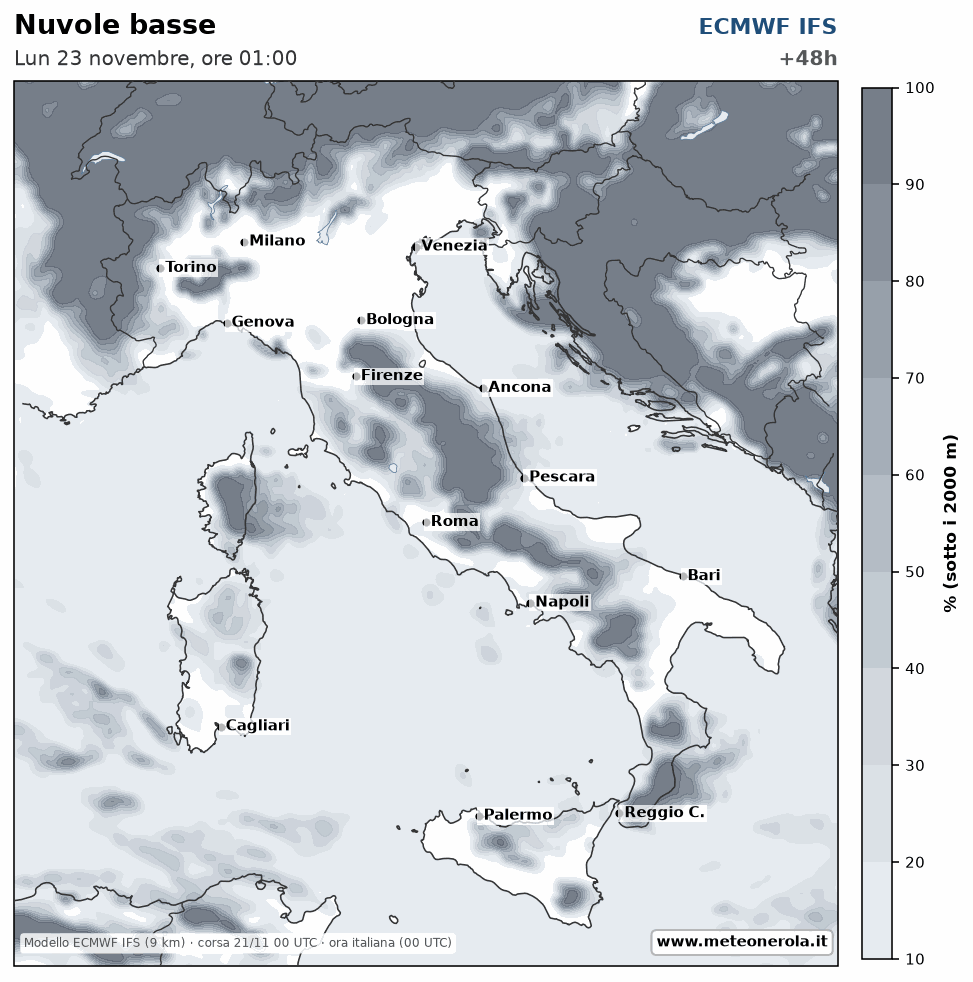 Nuvole basse
ECMWF IFS
Lun 23 novembre, ore 01:00
+48h
Milano
Venezia
Torino
Genova
Bologna
Firenze
Ancona
Pescara
Roma
Bari
Napoli
Cagliari
Palermo
Reggio C.
Modello ECMWF IFS (9 km) · corsa 21/11 00 UTC · ora italiana (00 UTC)
www.meteonerola.it
100
90
80
70
60
50
40
30
20
10
% (sotto i 2000 m)